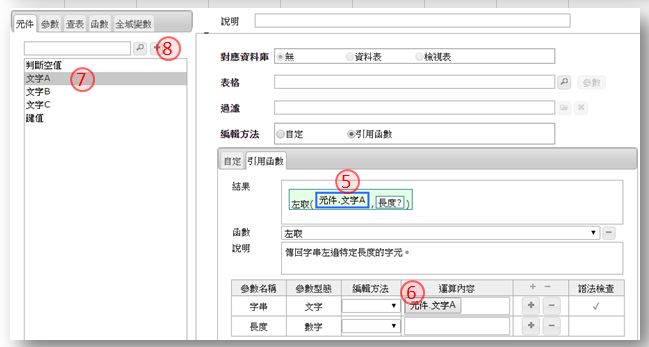 元件 參數 查表 函數 全域變數
8
判斷空值
文字A
7
文字B
文字C
鍵值
說明
對應資料庫 無 資料表 檢視表
表格 參數
過濾
編輯方法 自定 引用函數
自定 引用函數
5
結果
左取( 元件.文字A , 長度? )
函數 左取
說明 傳回字串左邊特定長度的字元。
參數名稱 參數型態 編輯方法 運算內容 + − 語法檢查
6
字串 文字 元件.文字A + − ✓
長度 數字 + −